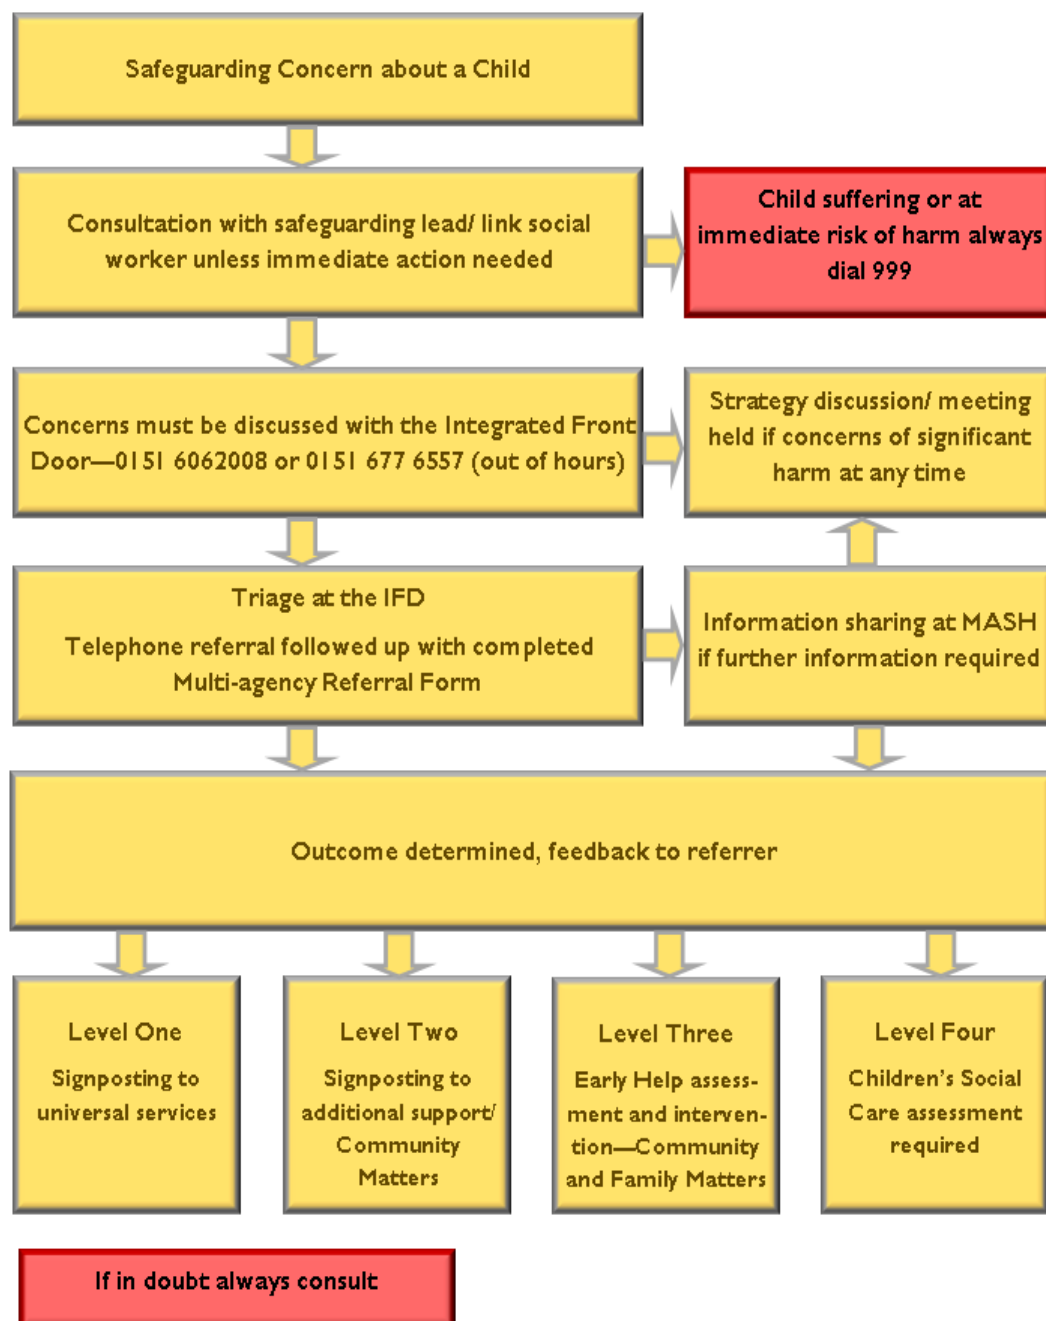 Safeguarding Concern about a Child
Consultation with safeguarding lead/ link social
worker unless immediate action needed
Child suffering or at
immediate risk of harm always
dial 999
Concerns must be discussed with the Integrated Front
Door—0151 6062008 or 0151 677 6557 (out of hours)
Strategy discussion/ meeting
held if concerns of significant
harm at any time
Triage at the IFD
Telephone referral followed up with completed
Multi-agency Referral Form
Information sharing at MASH
if further information required
Outcome determined, feedback to referrer
Level One
Signposting to
universal services
Level Two
Signposting to
additional support/
Community
Matters
Level Three
Early Help assess-
ment and interven-
tion—Community
and Family Matters
Level Four
Children's Social
Care assessment
required
If in doubt always consult